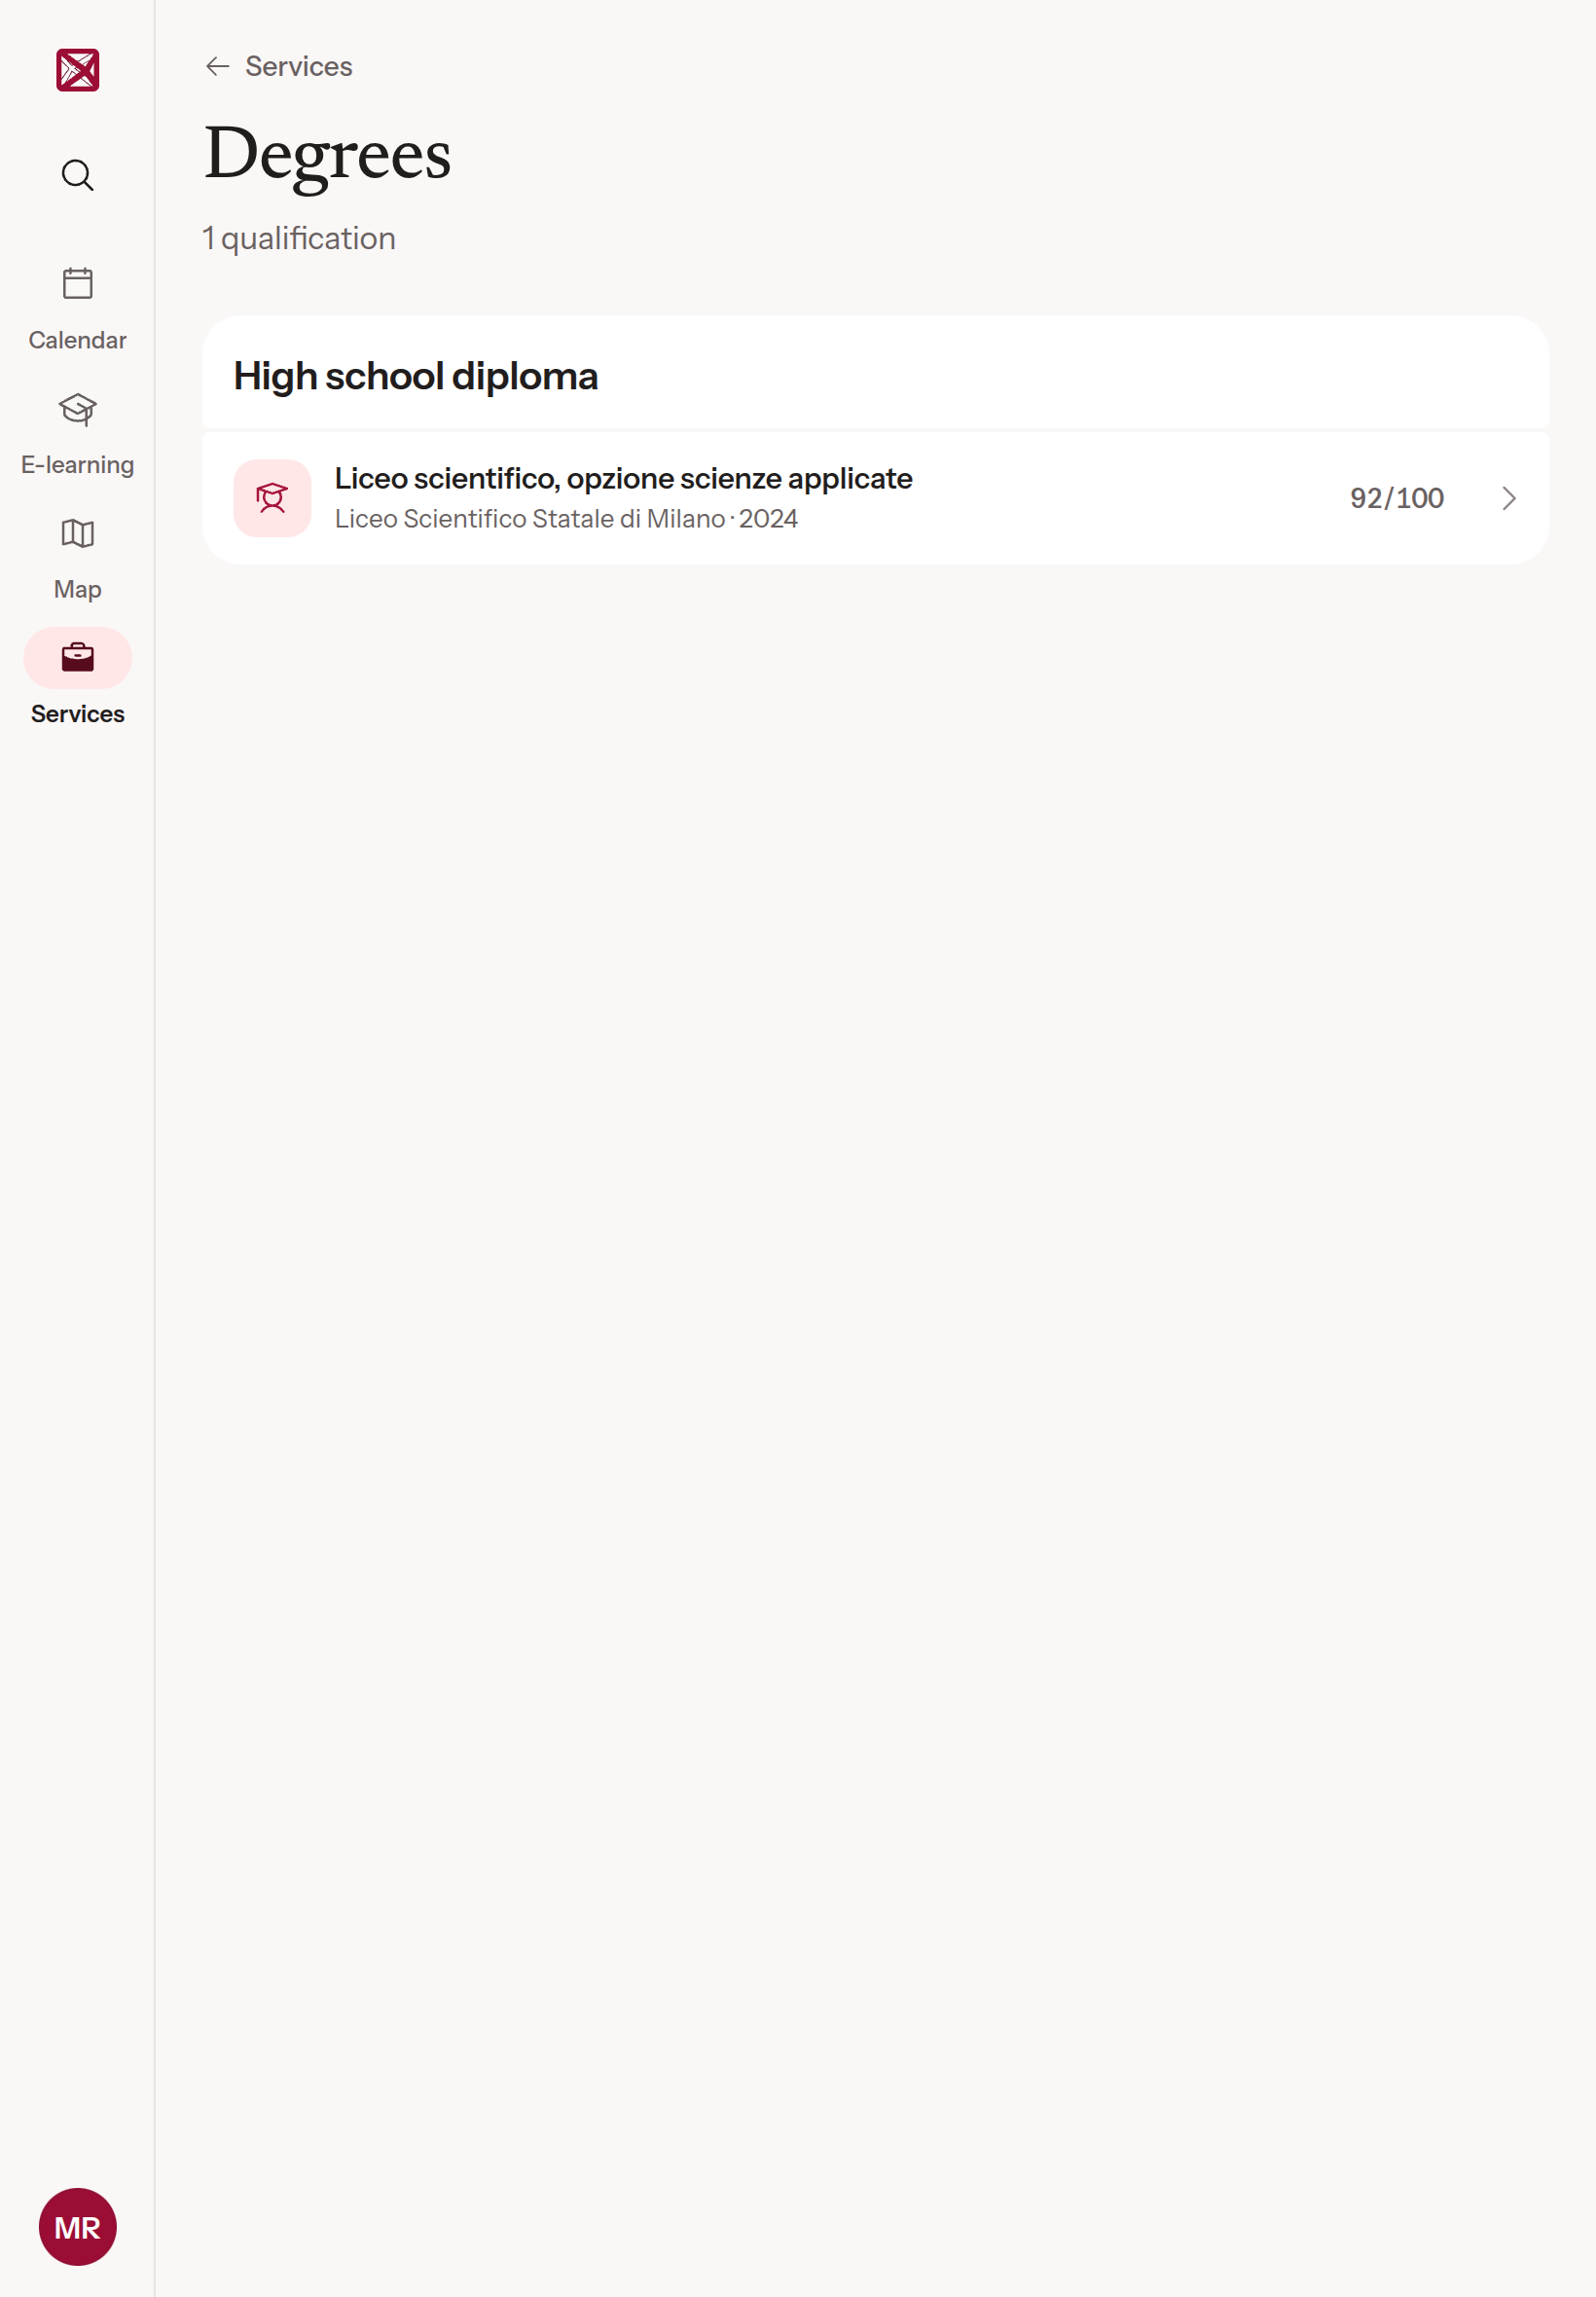 Services
Degrees
1 qualification
High school diploma
Liceo scientifico, opzione scienze applicate
Liceo Scientifico Statale di Milano · 2024
92/100
Calendar
E-learning
Map
Services
MR